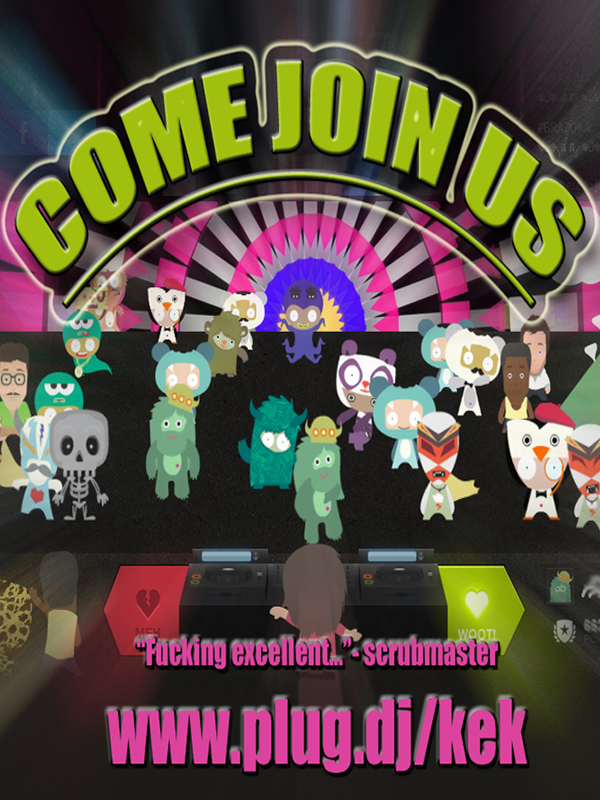 COME JOIN US
MEH
WOOT!
"Fucking excellent..."- scrubmaster
www.plug.dj/kek